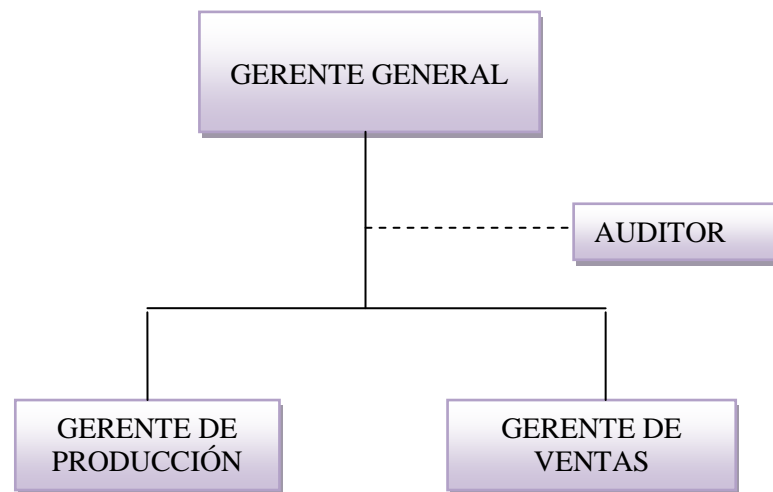 GERENTE GENERAL
AUDITOR
GERENTE DE
PRODUCCIÓN
GERENTE DE
VENTAS